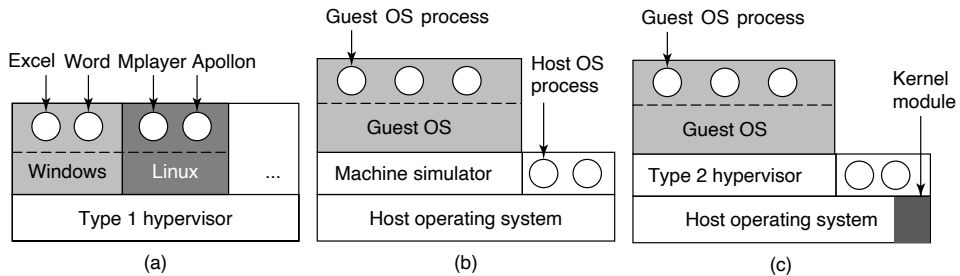 Excel Word Mplayer Apollon
Windows
Linux
...
Type 1 hypervisor
(a)
Guest OS process
Host OS
process
Guest OS
Machine simulator
Host operating system
(b)
Guest OS process
Kernel
module
Guest OS
Type 2 hypervisor
Host operating system
(c)